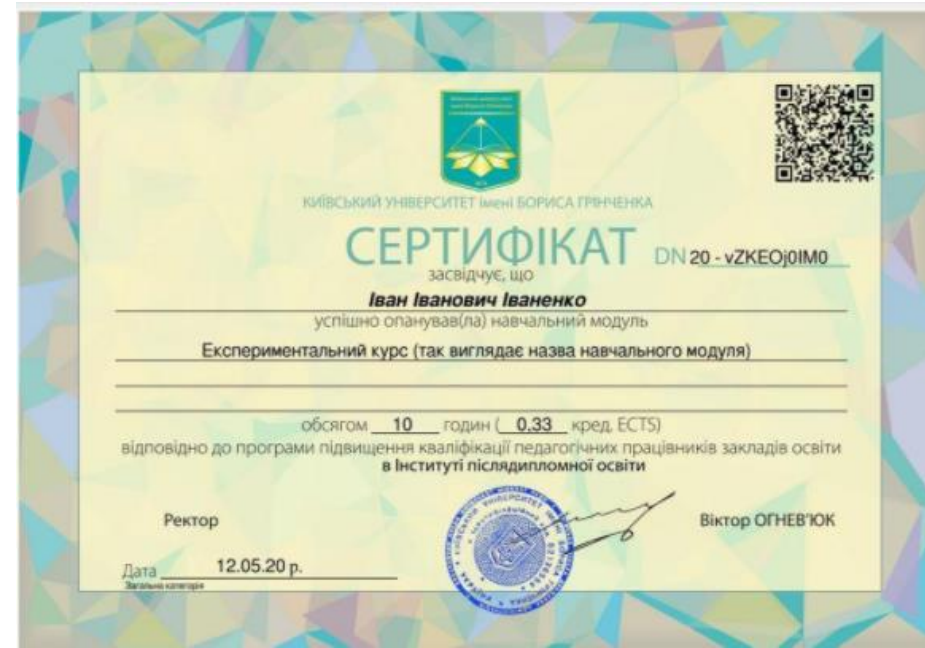 КИЇВСЬКИЙ УНІВЕРСИТЕТ імені БОРИСА ГРІНЧЕНКА
СЕРТИФІКАТ DN 20 - vZKEOj0IM0
засвідчує, що
Іван Іванович Іваненко
успішно опанував(ла) навчальний модуль
Експериментальний курс (так виглядає назва навчального модуля)
обсягом 10 годин ( 0,33 кред. ECTS)
відповідно до програми підвищення кваліфікації педагогічних працівників закладів освіти
в Інституті післядипломної освіти
Ректор Віктор ОГНЕВ'ЮК
Дата 12.05.20 р.
Загальна категорія